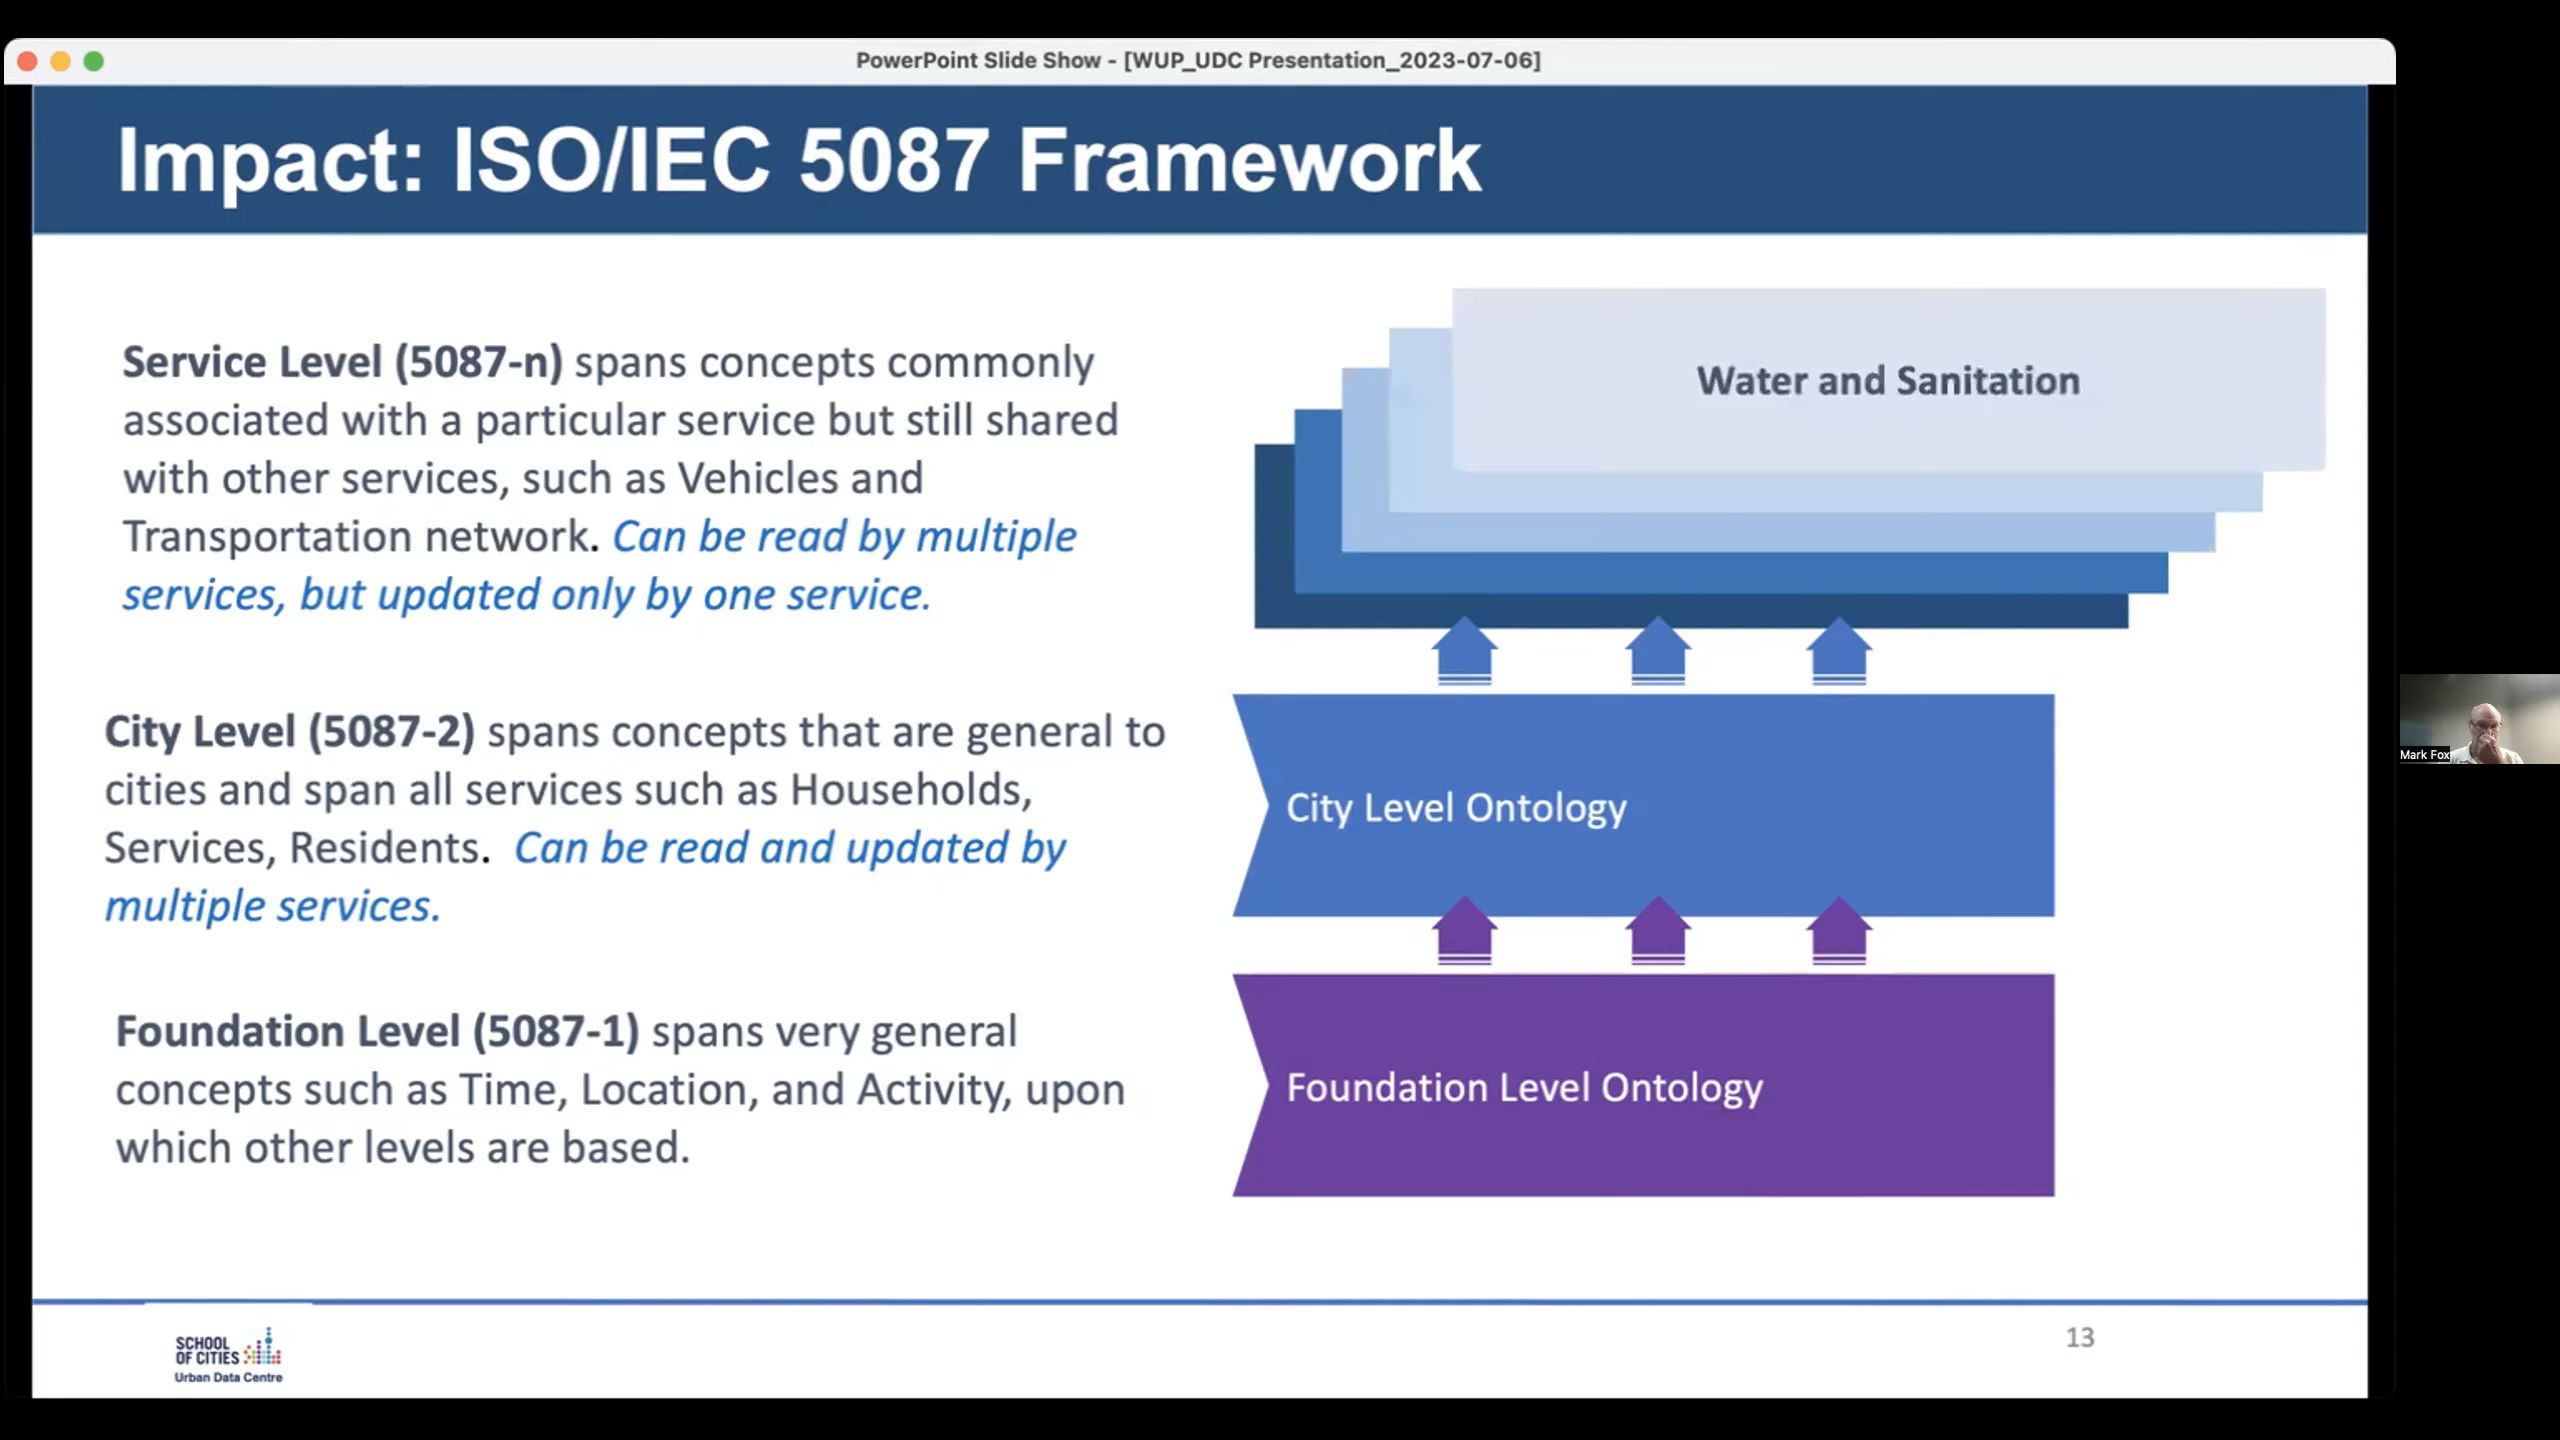 PowerPoint Slide Show - [WUP_UDC Presentation_2023-07-06]
Impact: ISO/IEC 5087 Framework
Service Level (5087-n) spans concepts commonly
associated with a particular service but still shared
with other services, such as Vehicles and
Transportation network. Can be read by multiple
services, but updated only by one service.
City Level (5087-2) spans concepts that are general to
cities and span all services such as Households,
Services, Residents. Can be read and updated by
multiple services.
Foundation Level (5087-1) spans very general
concepts such as Time, Location, and Activity, upon
which other levels are based.
Water and Sanitation
City Level Ontology
Foundation Level Ontology
Mark Fox
SCHOOL
OF CITIES
Urban Data Centre
13